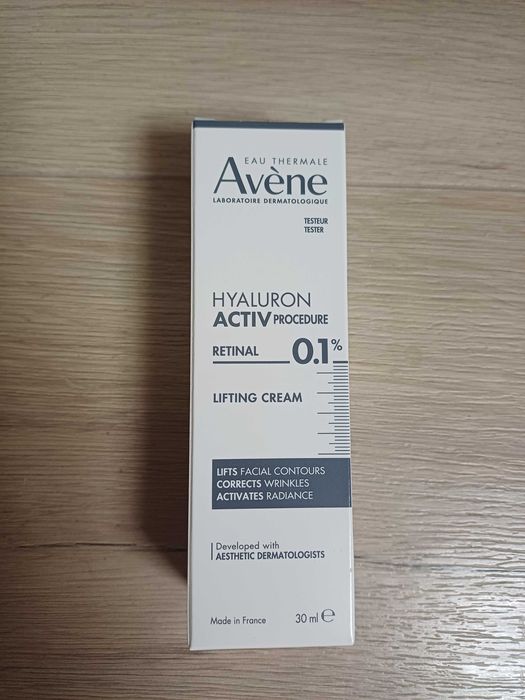 EAU THERMALE
Avène
LABORATOIRE DERMATOLOGIQUE
TESTEUR
TESTER
HYALURON
ACTIV PROCEDURE
RETINAL 0.1%
LIFTING CREAM
LIFTS FACIAL CONTOURS
CORRECTS WRINKLES
ACTIVATES RADIANCE
Developed with
AESTHETIC DERMATOLOGISTS
Made in France 30 ml ℮